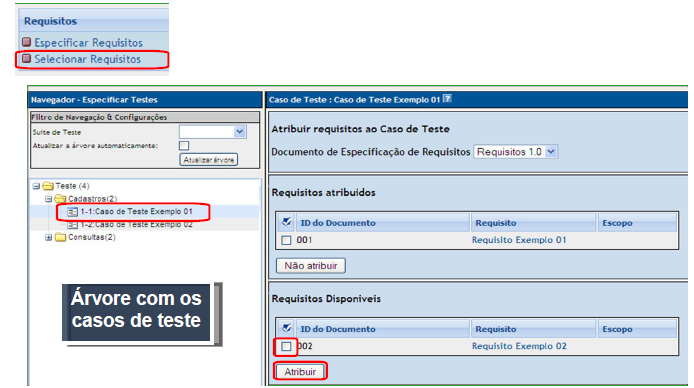 Requisitos
Especificar Requisitos
Selecionar Requisitos
Navegador - Especificar Testes
Filtro de Navegação & Configurações
Suite de Teste
Atualizar a árvore automaticamente:
Atualizar árvore
Teste (4)
Cadastros(2)
1-1:Caso de Teste Exemplo 01
1-2:Caso de Teste Exemplo 02
Consultas(2)
Árvore com os
casos de teste
Caso de Teste : Caso de Teste Exemplo 01 ?
Atribuir requisitos ao Caso de Teste
Documento de Especificação de Requisitos Requisitos 1.0
Requisitos atribuidos
ID do Documento Requisito Escopo
001 Requisito Exemplo 01
Não atribuir
Requisitos Disponiveis
ID do Documento Requisito Escopo
002 Requisito Exemplo 02
Atribuir